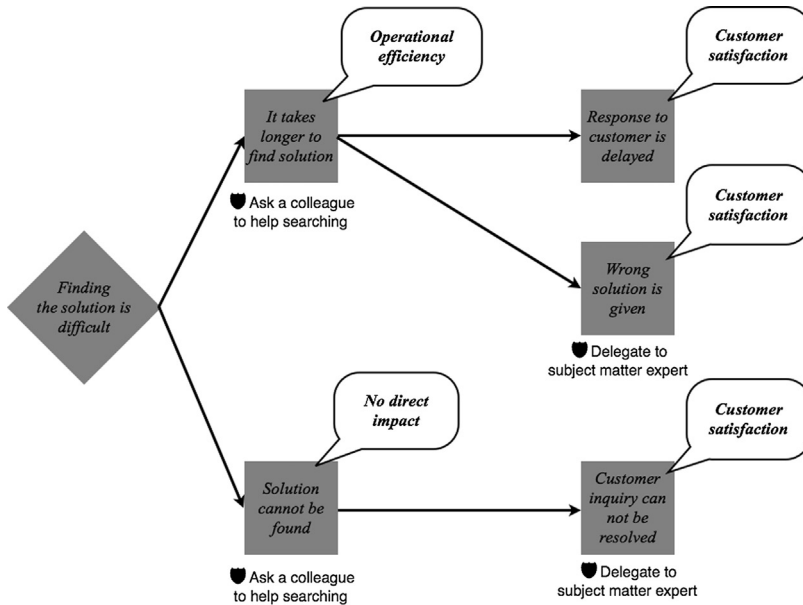 Operational
efficiency
Customer
satisfaction
It takes
longer to
find solution
Response to
customer is
delayed
Ask a colleague
to help searching
Customer
satisfaction
Finding
the solution is
difficult
Wrong
solution is
given
Delegate to
subject matter expert
No direct
impact
Customer
satisfaction
Solution
cannot be
found
Customer
inquiry can
not be
resolved
Ask a colleague
to help searching
Delegate to
subject matter expert